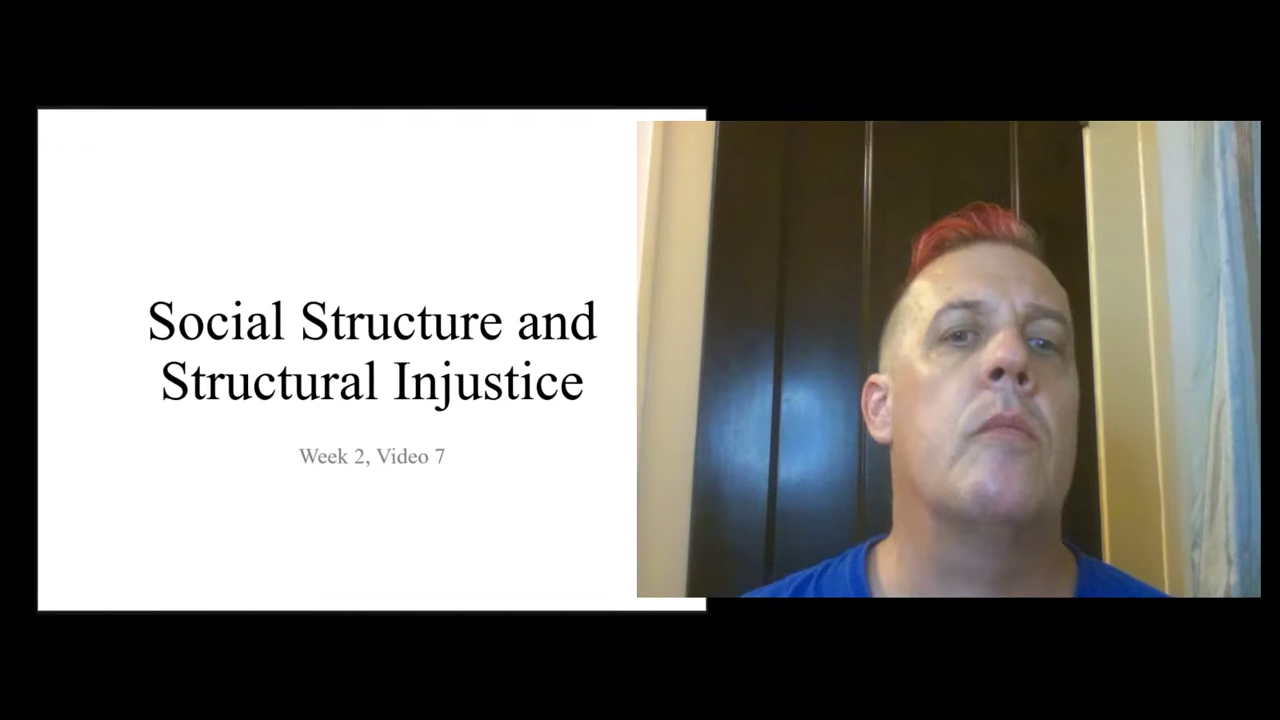 Social Structure and
Structural Injustice
Week 2, Video 7